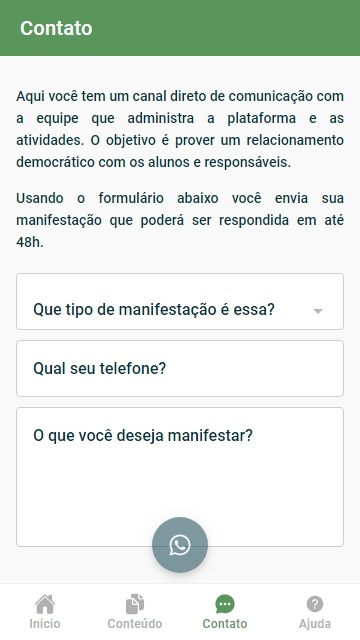 Contato
Aqui você tem um canal direto de comunicação com
a equipe que administra a plataforma e as
atividades. O objetivo é prover um relacionamento
democrático com os alunos e responsáveis.
Usando o formulário abaixo você envia sua
manifestação que poderá ser respondida em até
48h.
Que tipo de manifestação é essa?
Qual seu telefone?
O que você deseja manifestar?
Inicio
Conteúdo
Contato
Ajuda